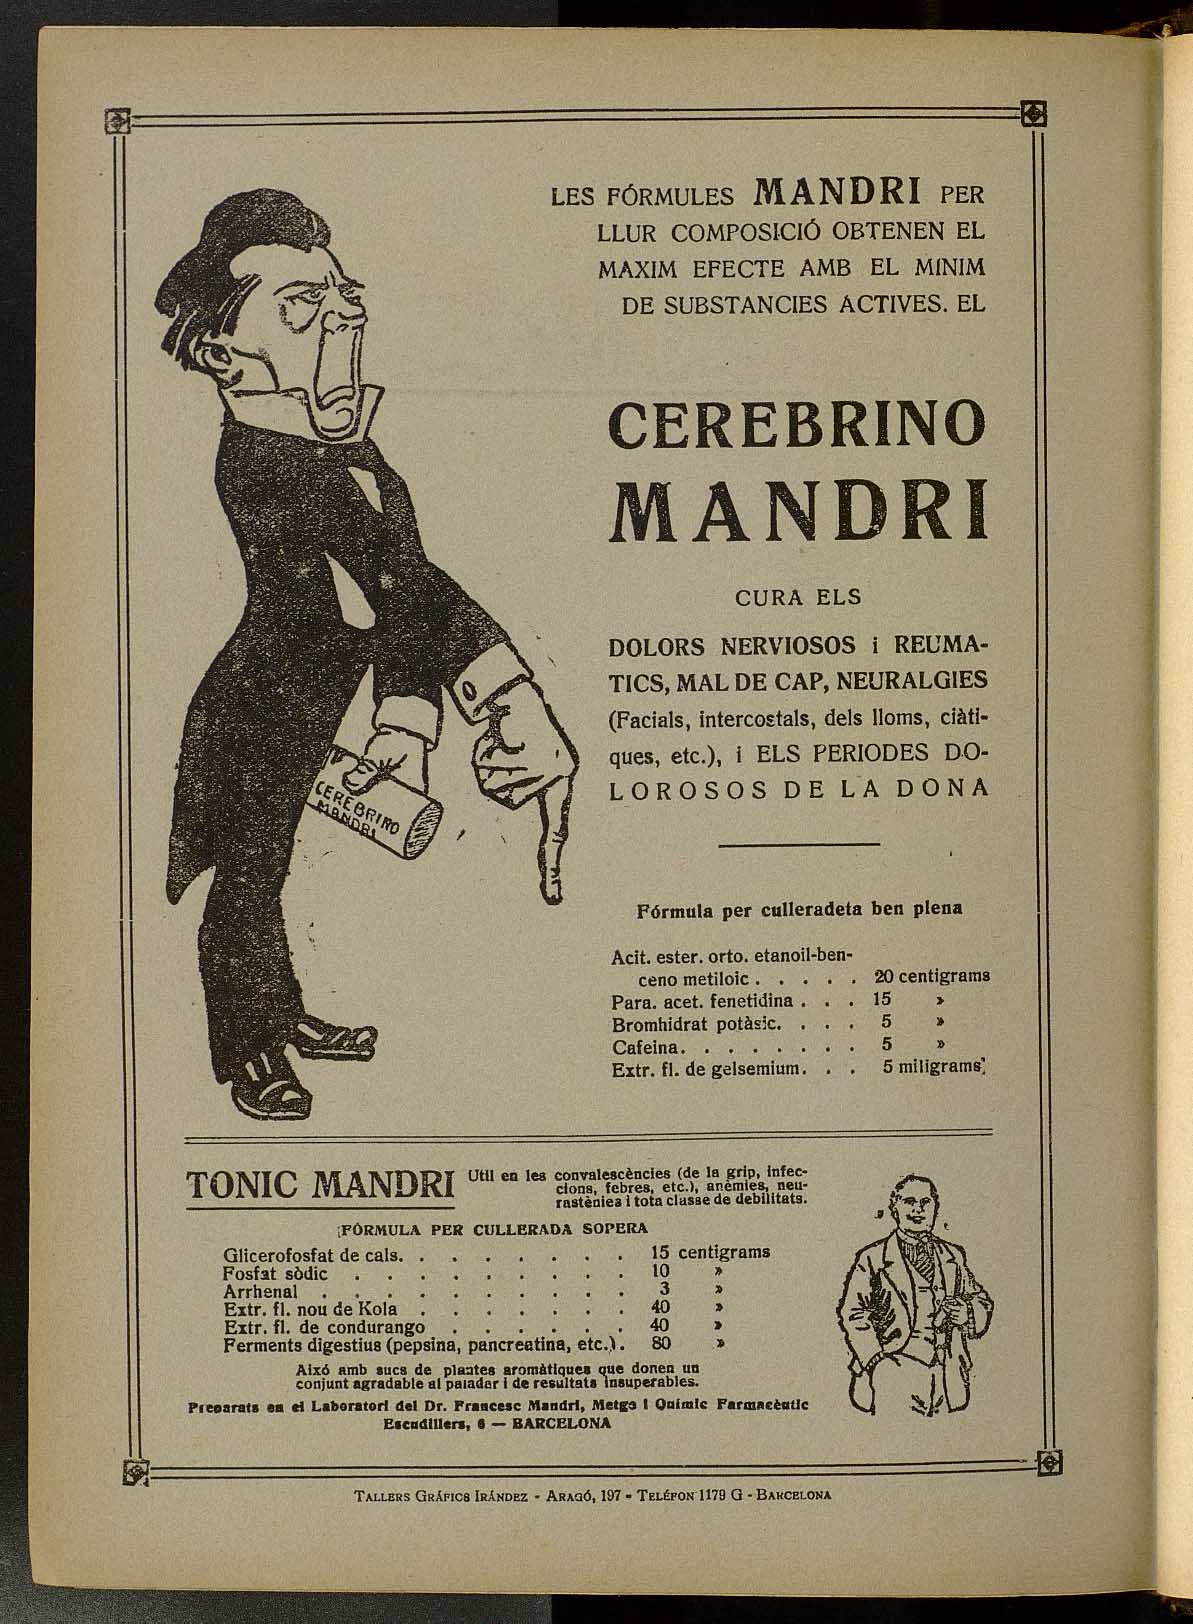 LES FÓRMULES MANDRI PER
LLUR COMPOSICIÓ OBTENEN EL
MAXIM EFECTE AMB EL MINIM
DE SUBSTANCIES ACTIVES. EL
CEREBRINO
MANDRI
CURA ELS
DOLORS NERVIOSOS i REUMA-
TICS, MAL DE CAP, NEURALGIES
(Facials, intercostals, dels lloms, ciàti-
ques, etc.), i ELS PERIODES DO-
LOROSOS DE LA DONA
CEREBRINO
MANDRI
Fórmula per culleradeta ben plena
Acit. ester. orto. etanoil-ben-
ceno metiloic . . . . . 20 centigrams
Para. acet. fenetidina . . . 15 »
Bromhidrat potàsic. . . . 5 »
Cafeina. . . . . . . . 5 »
Extr. fl. de gelsemium. . . 5 miligrams
TONIC MANDRI
Util en les convalescències (de la grip, infec-
cions, febres, etc.), anèmies, neu-
rastènies i tota classe de debilitats.
FÓRMULA PER CULLERADA SOPERA
Glicerofosfat de cals. . . . . . . . 15 centigrams
Fosfat sòdic . . . . . . . . . 10 »
Arrhenal . . . . . . . . . . 3 »
Extr. fl. nou de Kola . . . . . . . 40 »
Extr. fl. de condurango . . . . . . 40 »
Ferments digestius (pepsina, pancreatina, etc.). . 80 »
Aixó amb sucs de plantes aromàtiques que donen un
conjunt agradable al paladar i de resultats insuperables.
Preparats en el Laboratori del Dr. Francesc Mandri, Metge i Químic Farmacèutic
Escudillers, 6 — BARCELONA
TALLERS GRÁFICS IRÁNDEZ - ARAGÓ, 197 - TELÉFON 1179 G - BARCELONA